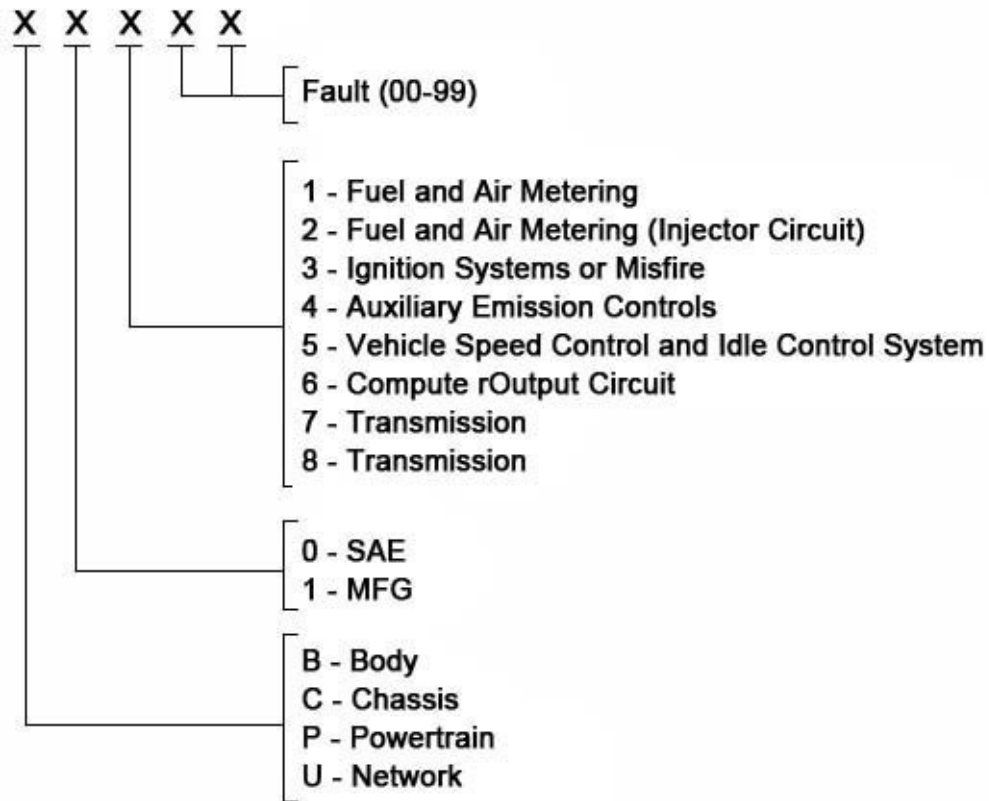 X X X X X
Fault (00-99)
1 - Fuel and Air Metering
2 - Fuel and Air Metering (Injector Circuit)
3 - Ignition Systems or Misfire
4 - Auxiliary Emission Controls
5 - Vehicle Speed Control and Idle Control System
6 - Compute rOutput Circuit
7 - Transmission
8 - Transmission
0 - SAE
1 - MFG
B - Body
C - Chassis
P - Powertrain
U - Network